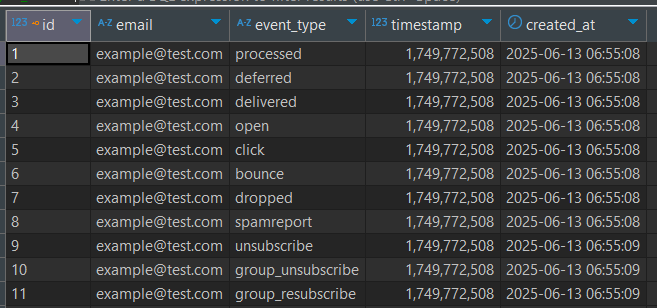 id email event_type timestamp created_at
1 example@test.com processed 1,749,772,508 2025-06-13 06:55:08
2 example@test.com deferred 1,749,772,508 2025-06-13 06:55:08
3 example@test.com delivered 1,749,772,508 2025-06-13 06:55:08
4 example@test.com open 1,749,772,508 2025-06-13 06:55:08
5 example@test.com click 1,749,772,508 2025-06-13 06:55:08
6 example@test.com bounce 1,749,772,508 2025-06-13 06:55:08
7 example@test.com dropped 1,749,772,508 2025-06-13 06:55:08
8 example@test.com spamreport 1,749,772,508 2025-06-13 06:55:08
9 example@test.com unsubscribe 1,749,772,508 2025-06-13 06:55:09
10 example@test.com group_unsubscribe 1,749,772,508 2025-06-13 06:55:09
11 example@test.com group_resubscribe 1,749,772,508 2025-06-13 06:55:09